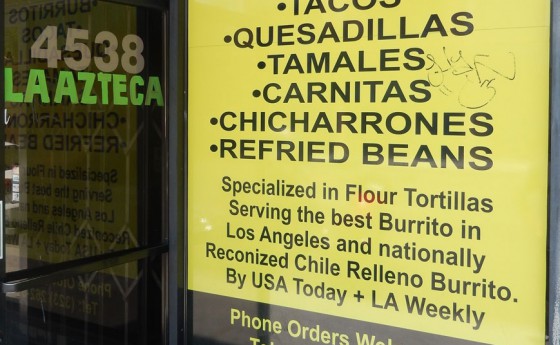 4538
LA AZTECA
•TACOS
•QUESADILLAS
•TAMALES
•CARNITAS
•CHICHARRONES
•REFRIED BEANS
Specialized in Flour Tortillas
Serving the best Burrito in
Los Angeles and nationally
Reconized Chile Relleno Burrito.
By USA Today + LA Weekly
Phone Orders